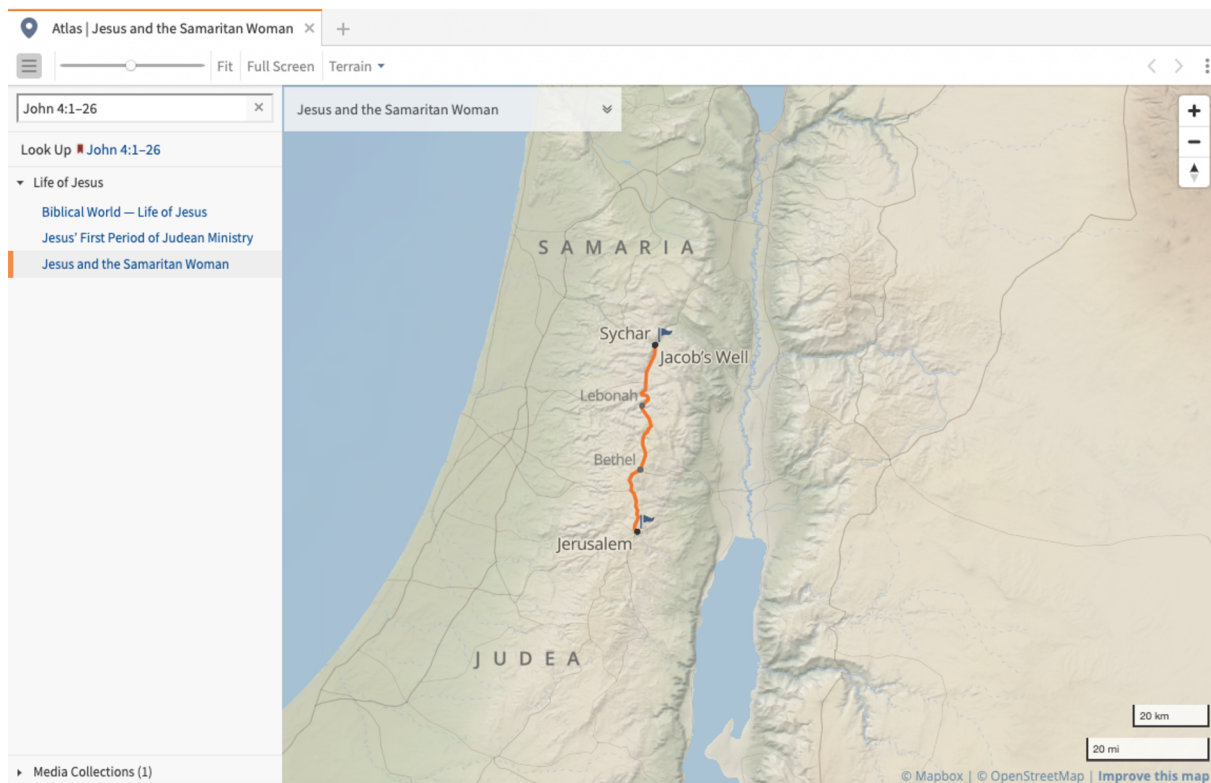 Atlas | Jesus and the Samaritan Woman
Fit Full Screen Terrain
John 4:1–26
Look Up John 4:1–26
Life of Jesus
Biblical World — Life of Jesus
Jesus' First Period of Judean Ministry
Jesus and the Samaritan Woman
Media Collections (1)
Jesus and the Samaritan Woman
SAMARIA
Sychar
Jacob's Well
Lebonah
Bethel
Jerusalem
JUDEA
20 km
20 mi
© Mapbox | © OpenStreetMap | Improve this map